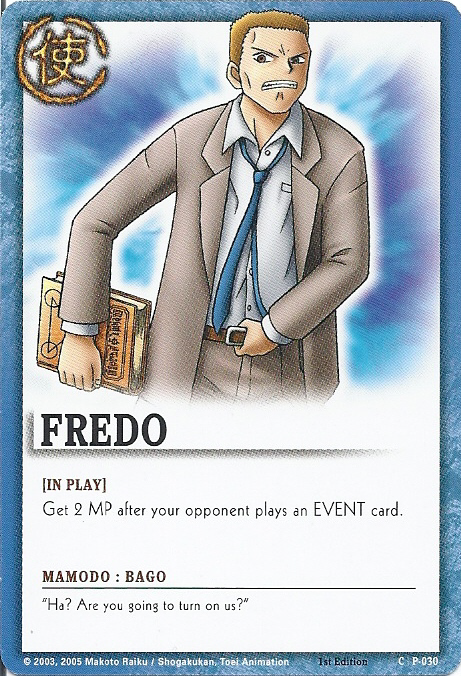 使
FREDO
[IN PLAY]
Get 2 MP after your opponent plays an EVENT card.
MAMODO : BAGO
"Ha? Are you going to turn on us?"
© 2003, 2005 Makoto Raiku / Shogakukan, Toei Animation 1st Edition C P-030